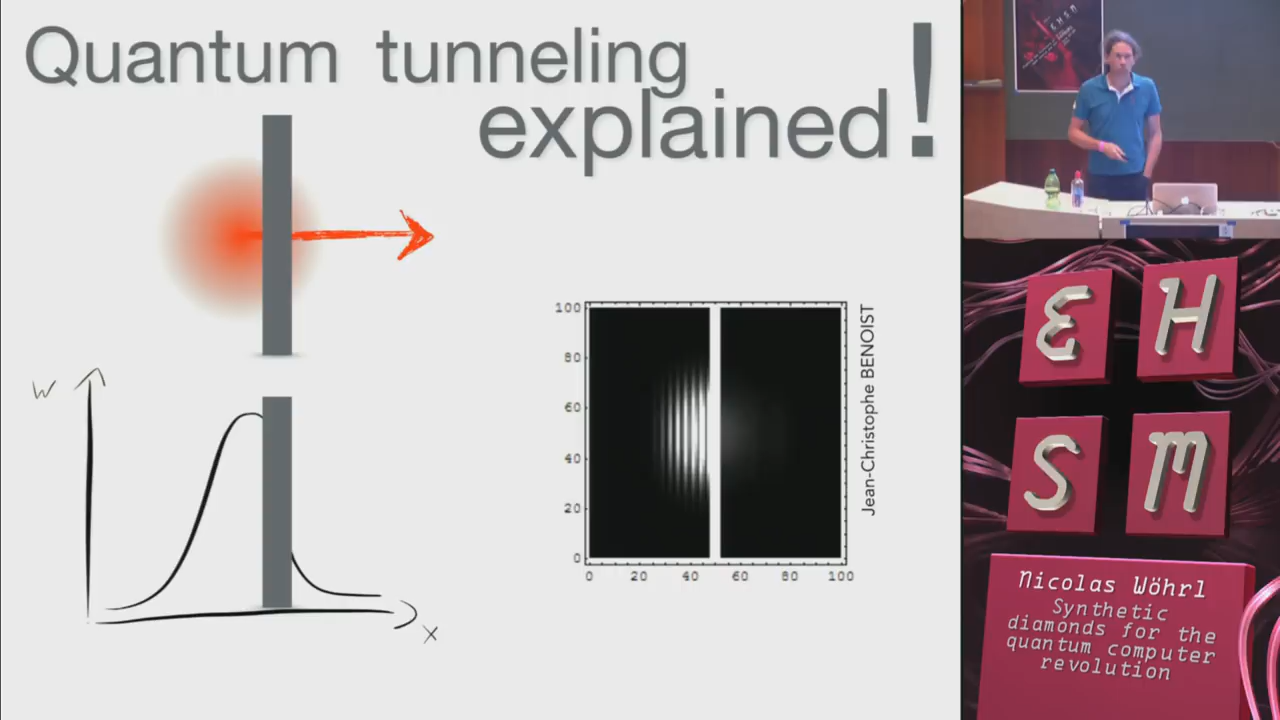 Quantum tunneling
explained!
W
x
100
80
60
40
20
0
0 20 40 60 80 100
Jean-Christophe BENOIST
E H
S M
Nicolas Wöhrl
Synthetic
diamonds for the
quantum computer
revolution